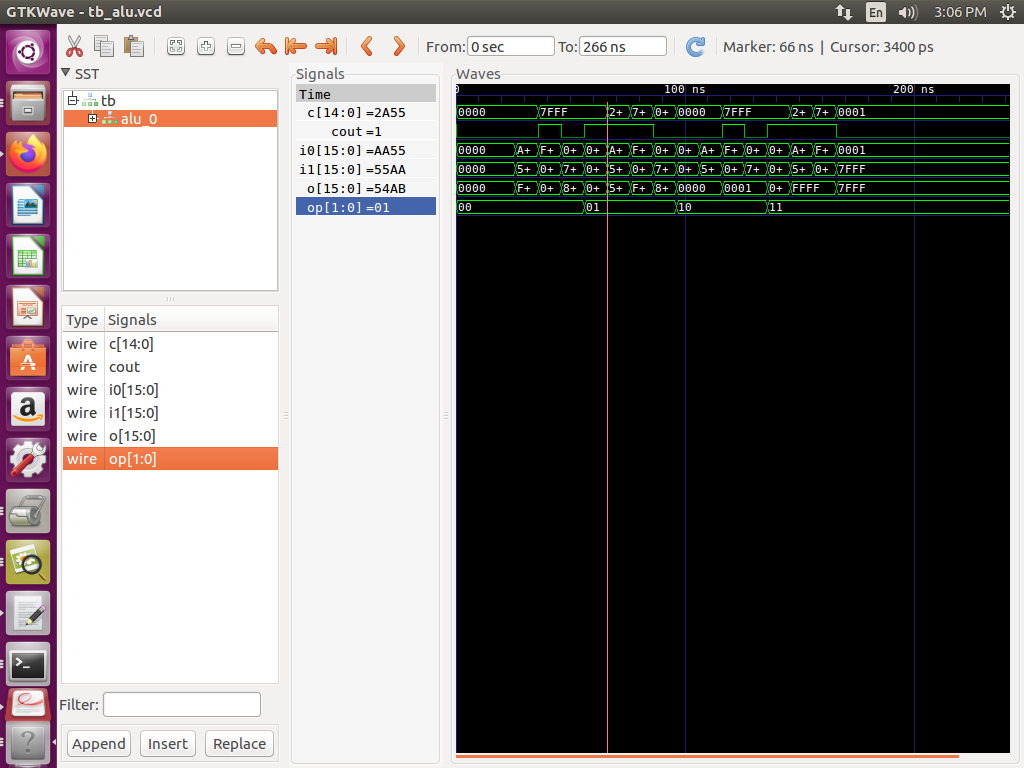 GTKWave - tb_alu.vcd
En
3:06 PM
From: 0 sec To: 266 ns
Marker: 66 ns | Cursor: 3400 ps
SST
tb
alu_0
Type Signals
wire c[14:0]
wire cout
wire i0[15:0]
wire i1[15:0]
wire o[15:0]
wire op[1:0]
Filter:
Append Insert Replace
Signals
Time
c[14:0] =2A55
cout =1
i0[15:0] =AA55
i1[15:0] =55AA
o[15:0] =54AB
op[1:0] =01
Waves
0 100 ns 200 ns
0000 7FFF 2+ 7+ 0+ 0000 7FFF 2+ 7+ 0001
0000 A+ F+ 0+ 0+ A+ F+ 0+ 0+ A+ F+ 0+ 0+ A+ F+ 0001
0000 5+ 0+ 7+ 0+ 5+ 0+ 7+ 0+ 5+ 0+ 7+ 0+ 5+ 0+ 7FFF
0000 F+ 0+ 8+ 0+ 5+ F+ 8+ 0000 0001 0+ FFFF 7FFF
00 01 10 11